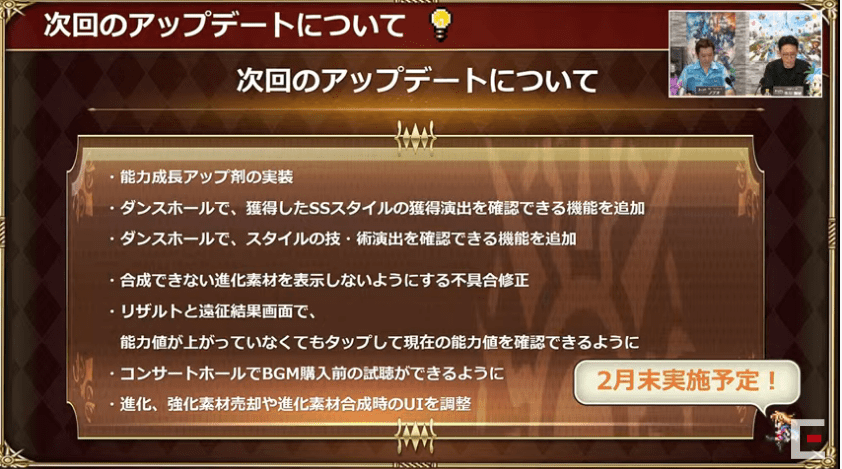 次回のアップデートについて
次回のアップデートについて
・能力成長アップ剤の実装
・ダンスホールで、獲得したSSスタイルの獲得演出を確認できる機能を追加
・ダンスホールで、スタイルの技・術演出を確認できる機能を追加
・合成できない進化素材を表示しないようにする不具合修正
・リザルトと遠征結果画面で、
能力値が上がっていなくてもタップして現在の能力値を確認できるように
・コンサートホールでBGM購入前の試聴ができるように
・進化、強化素材売却や進化素材合成時のUIを調整
2月末実施予定!